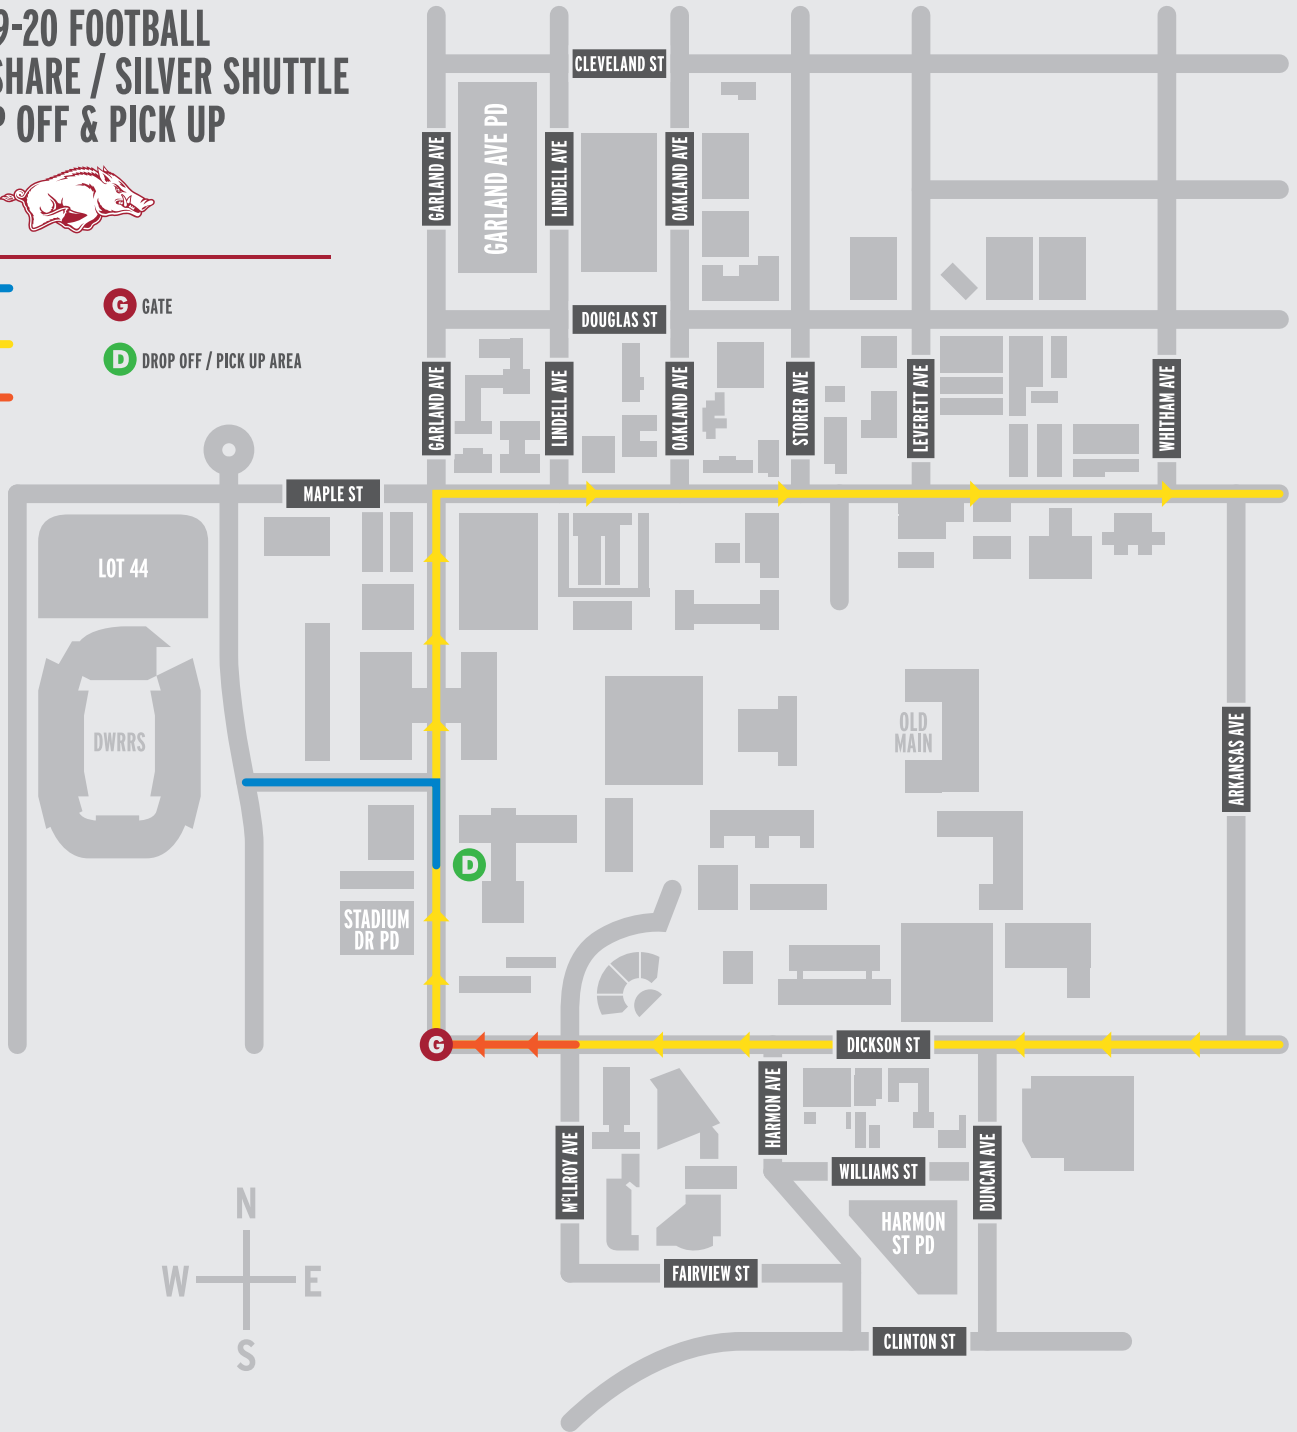 9-20 FOOTBALL
SHARE / SILVER SHUTTLE
P OFF & PICK UP
G GATE
D DROP OFF / PICK UP AREA
CLEVELAND ST
GARLAND AVE PD
GARLAND AVE
LINDELL AVE
OAKLAND AVE
DOUGLAS ST
GARLAND AVE
LINDELL AVE
OAKLAND AVE
STORER AVE
LEVERETT AVE
WHITHAM AVE
MAPLE ST
LOT 44
DWRRS
OLD
MAIN
ARKANSAS AVE
D
STADIUM
DR PD
G
DICKSON ST
HARMON AVE
MCLLROY AVE
WILLIAMS ST
DUNCAN AVE
HARMON
ST PD
FAIRVIEW ST
CLINTON ST
N
W E
S